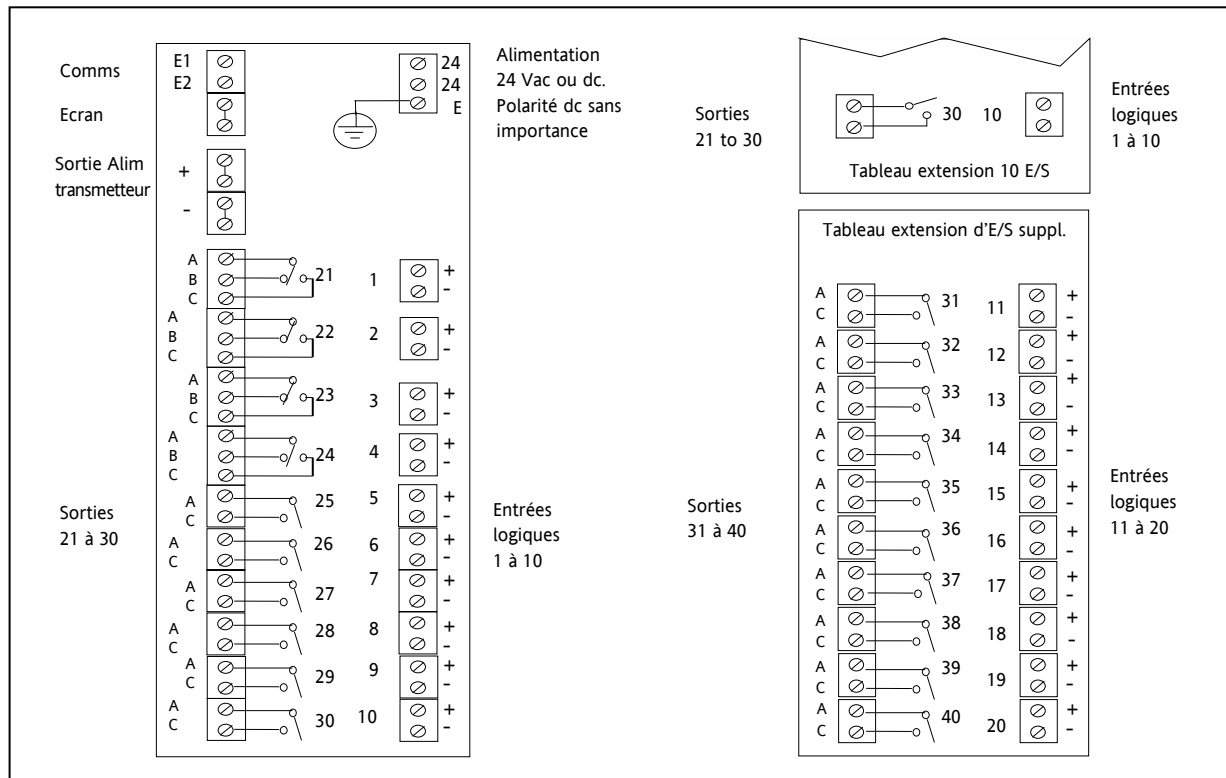 Comms
E1
E2
Ecran
Sortie Alim
transmetteur
+
-
24
24
E
Alimentation
24 Vac ou dc.
Polarité dc sans
importance
A
B
C
21
1
+
-
A
B
C
22
2
+
-
A
B
C
23
3
+
-
A
B
C
24
4
+
-
A
C
25
5
+
-
A
C
26
6
+
-
A
C
27
7
+
-
A
C
28
8
+
-
A
C
29
9
+
-
A
C
30
10
+
-
Sorties
21 à 30
Entrées
logiques
1 à 10
Sorties
21 to 30
30
10
Entrées
logiques
1 à 10
Tableau extension 10 E/S
Tableau extension d'E/S suppl.
A
C
31
11
+
-
A
C
32
12
+
-
A
C
33
13
+
-
A
C
34
14
+
-
A
C
35
15
+
-
A
C
36
16
+
-
A
C
37
17
+
-
A
C
38
18
+
-
A
C
39
19
+
-
A
C
40
20
+
-
Sorties
31 à 40
Entrées
logiques
11 à 20